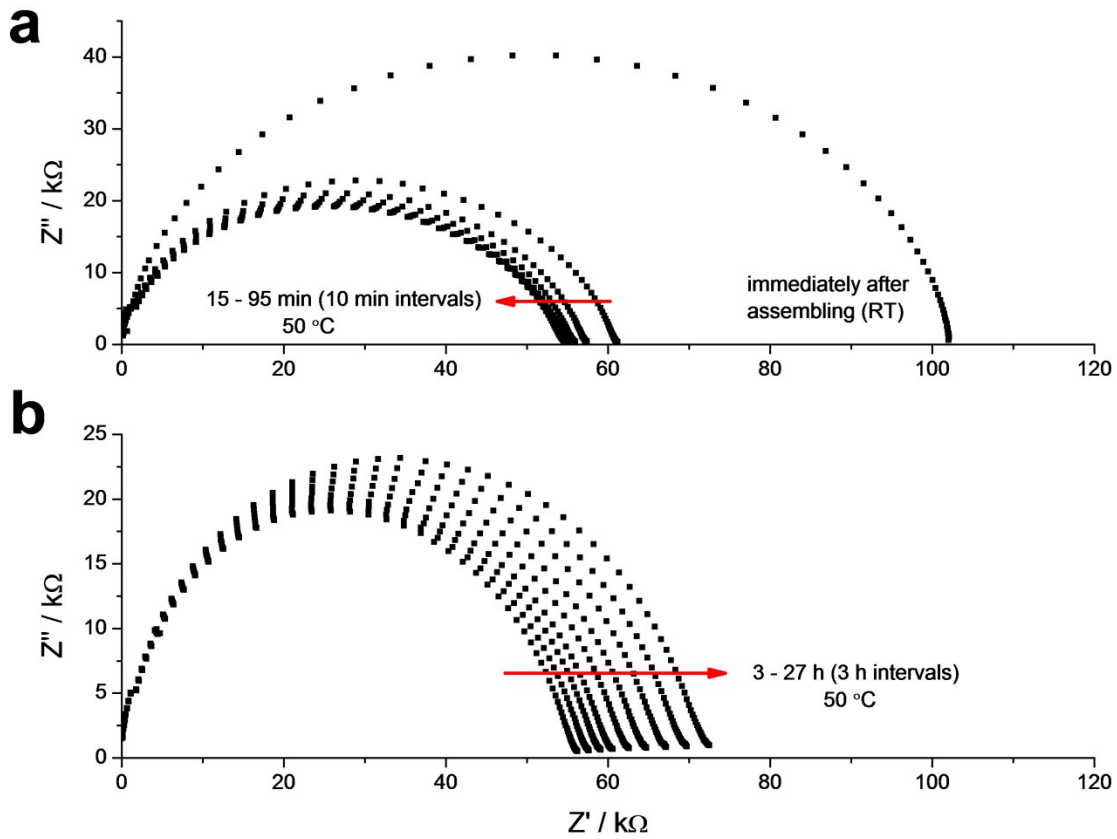 a
Z'' / kΩ
40
30
20
10
0
15 - 95 min (10 min intervals)
50 °C
immediately after
assembling (RT)
0 20 40 60 80 100 120
b
Z'' / kΩ
25
20
15
10
5
0
3 - 27 h (3 h intervals)
50 °C
0 20 40 60 80 100 120
Z' / kΩ